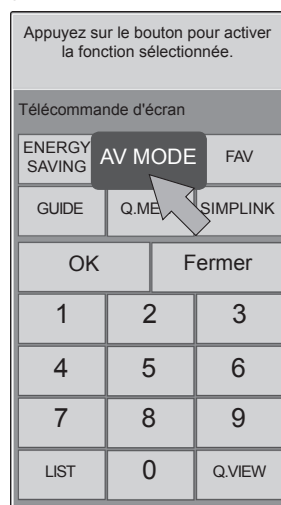 Appuyez sur le bouton pour activer
la fonction sélectionnée.
Télécommande d'écran
ENERGY
SAVING
AV MODE
FAV
GUIDE
SIMPLINK
OK
Fermer
1
2
3
4
5
6
7
8
9
LIST
0
Q.VIEW